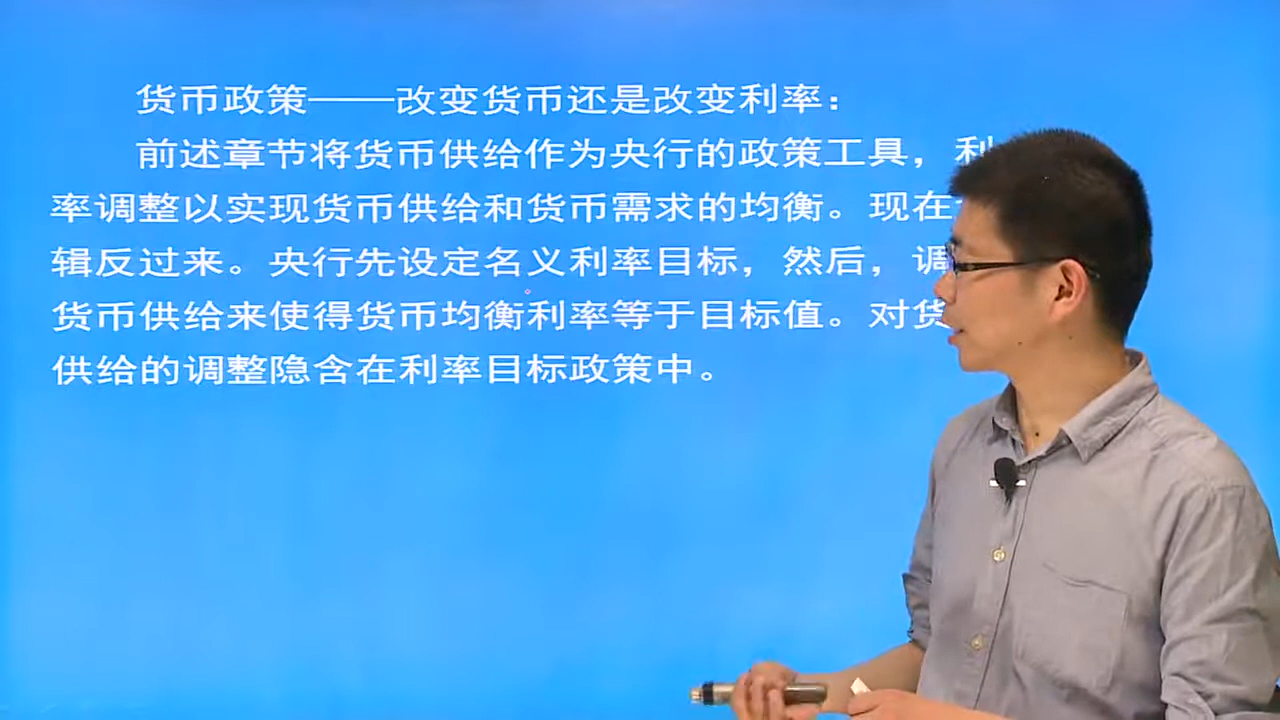 货币政策——改变货币还是改变利率：
前述章节将货币供给作为央行的政策工具，利
率调整以实现货币供给和货币需求的均衡。现在
辑反过来。央行先设定名义利率目标，然后，调
货币供给来使得货币均衡利率等于目标值。对货
供给的调整隐含在利率目标政策中。